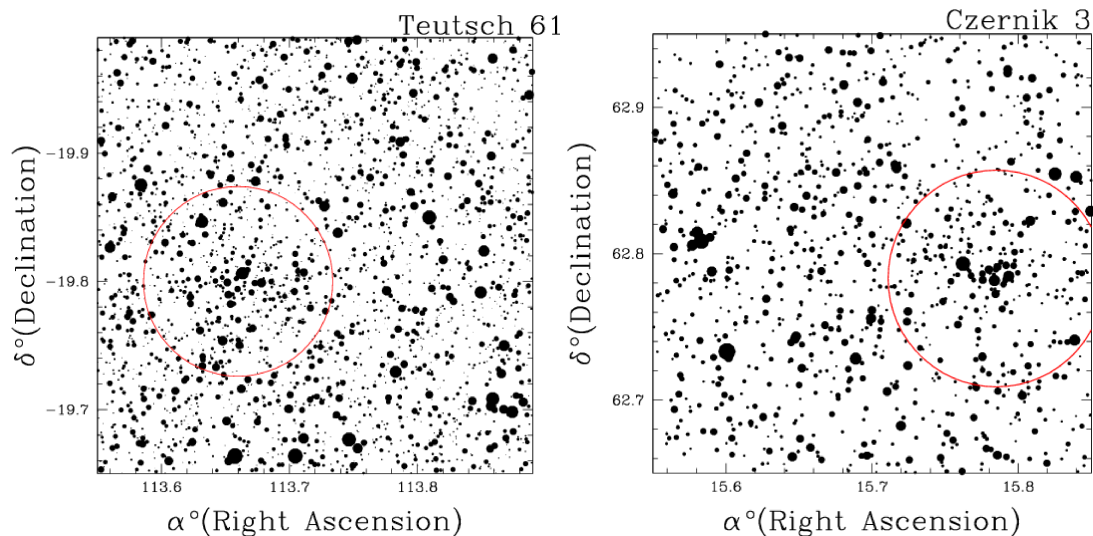 Teutsch 61
-19.9
-19.8
-19.7
113.6 113.7 113.8
δ°(Declination)
α°(Right Ascension)
Czernik 3
62.9
62.8
62.7
15.6 15.7 15.8
δ°(Declination)
α°(Right Ascension)